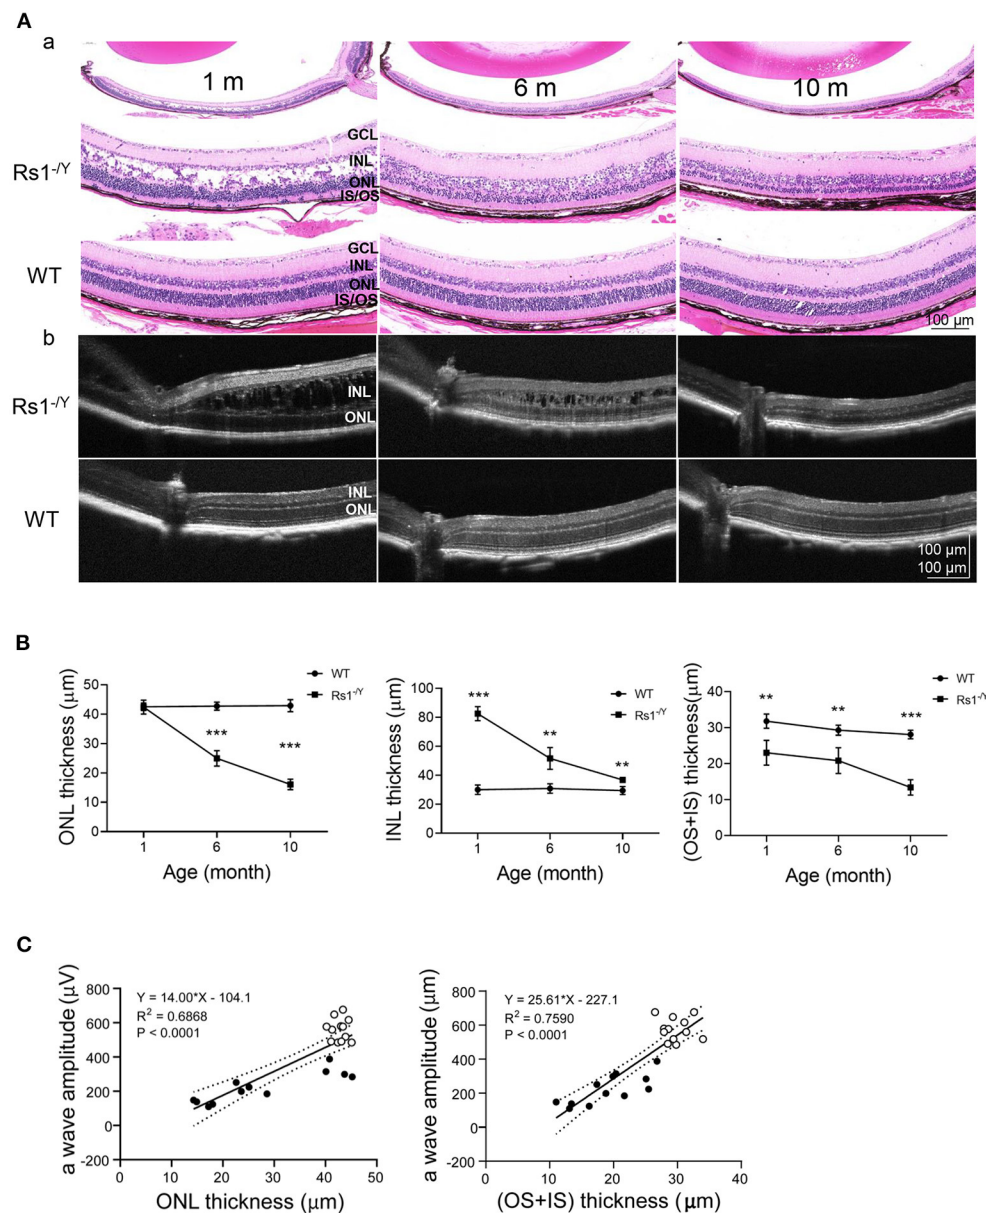 A
a
1 m
6 m
10 m
GCL
INL
ONL
IS/OS
Rs1-/Y
GCL
INL
ONL
IS/OS
WT
100 µm
b
INL
ONL
Rs1-/Y
INL
ONL
WT
100 µm
100 µm
B
WT
Rs1-/Y
ONL thickness (µm)
50
40
30
20
10
0
***
***
1
6
10
Age (month)
WT
Rs1-/Y
INL thickness (µm)
100
80
60
40
20
0
***
**
**
1
6
10
Age (month)
WT
Rs1-/Y
(OS+IS) thickness(µm)
40
30
20
10
0
**
**
***
1
6
10
Age (month)
C
a wave amplitude (µV)
800
600
400
200
0
-200
Y = 14.00*X - 104.1
R2 = 0.6868
P < 0.0001
0
10
20
30
40
50
ONL thickness (µm)
a wave amplitude (µm)
800
600
400
200
0
-200
Y = 25.61*X - 227.1
R2 = 0.7590
P < 0.0001
0
10
20
30
40
(OS+IS) thickness (µm)